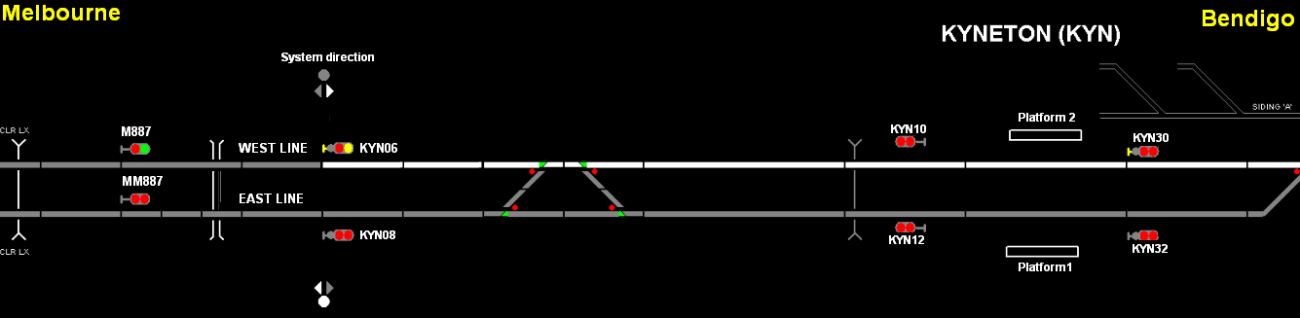 Melbourne
Bendigo
KYNETON (KYN)
System direction
SIDING 'A'
Platform 2
CLR LX
M887
KYN10
KYN30
WEST LINE
KYN06
MM887
EAST LINE
KYN08
KYN12
KYN32
CLR LX
Platform1